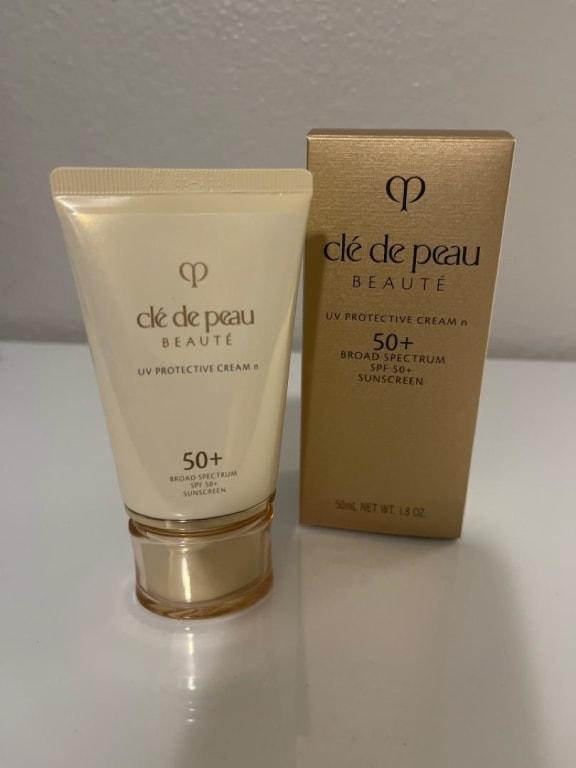 clé de peau
BEAUTÉ
UV PROTECTIVE CREAM n
50+
BROAD SPECTRUM
SPF 50+
SUNSCREEN
clé de peau
BEAUTÉ
UV PROTECTIVE CREAM n
50+
BROAD SPECTRUM
SPF 50+
SUNSCREEN
50mL NET WT. 1.8 OZ.